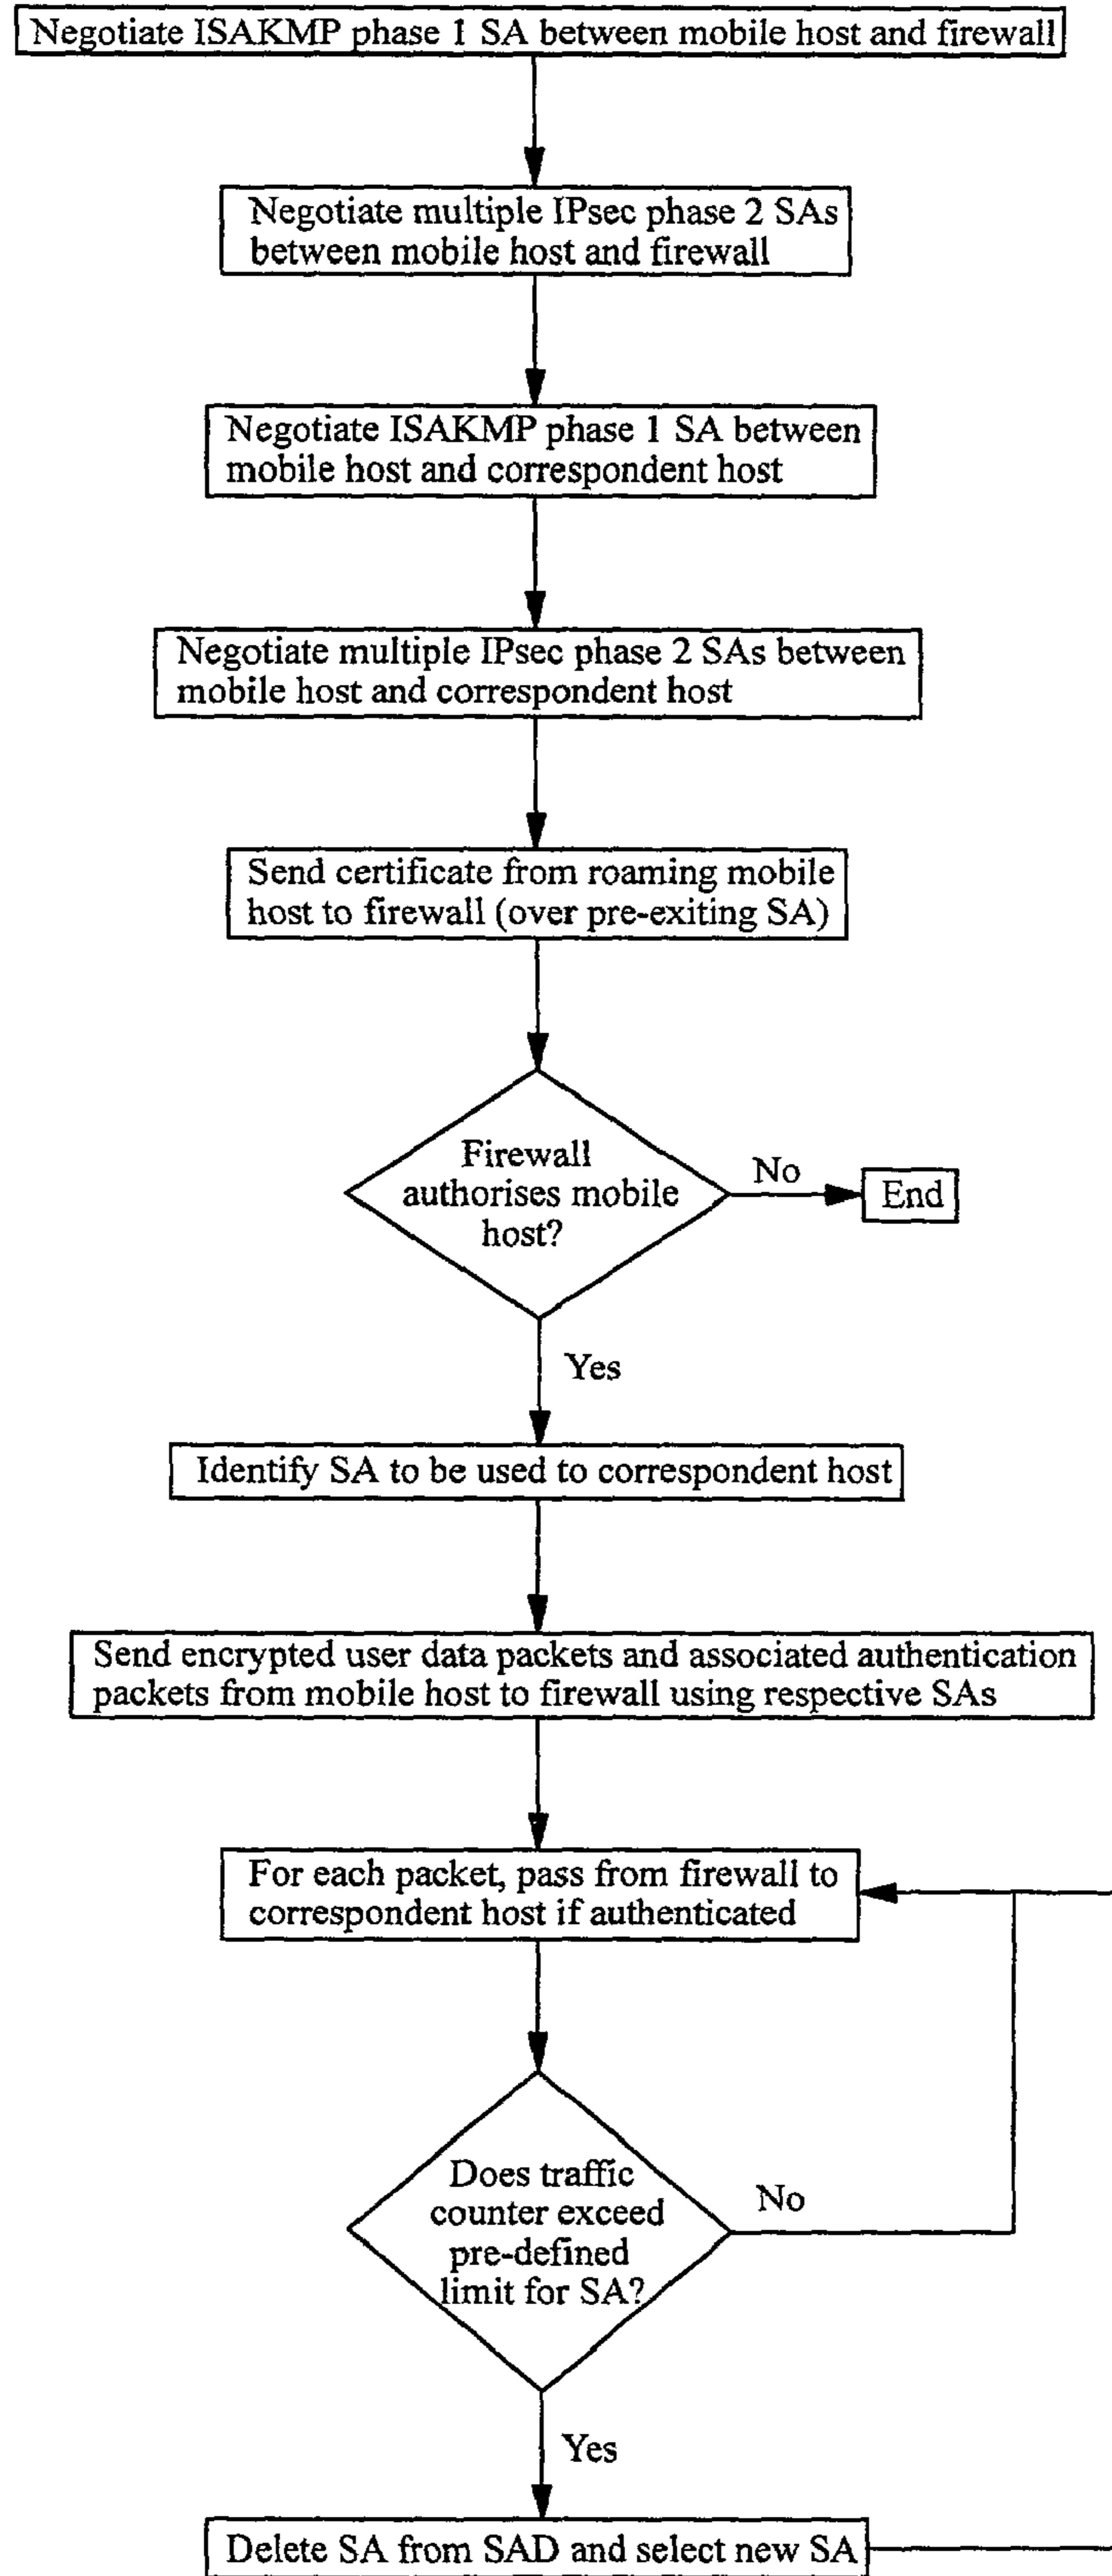 Negotiate ISAKMP phase 1 SA between mobile host and firewall
Negotiate multiple IPsec phase 2 SAs
between mobile host and firewall
Negotiate ISAKMP phase 1 SA between
mobile host and correspondent host
Negotiate multiple IPsec phase 2 SAs between
mobile host and correspondent host
Send certificate from roaming mobile
host to firewall (over pre-exiting SA)
Firewall
authorises mobile
host?
No
End
Yes
Identify SA to be used to correspondent host
Send encrypted user data packets and associated authentication
packets from mobile host to firewall using respective SAs
For each packet, pass from firewall to
correspondent host if authenticated
Does traffic
counter exceed
pre-defined
limit for SA?
No
Yes
Delete SA from SAD and select new SA